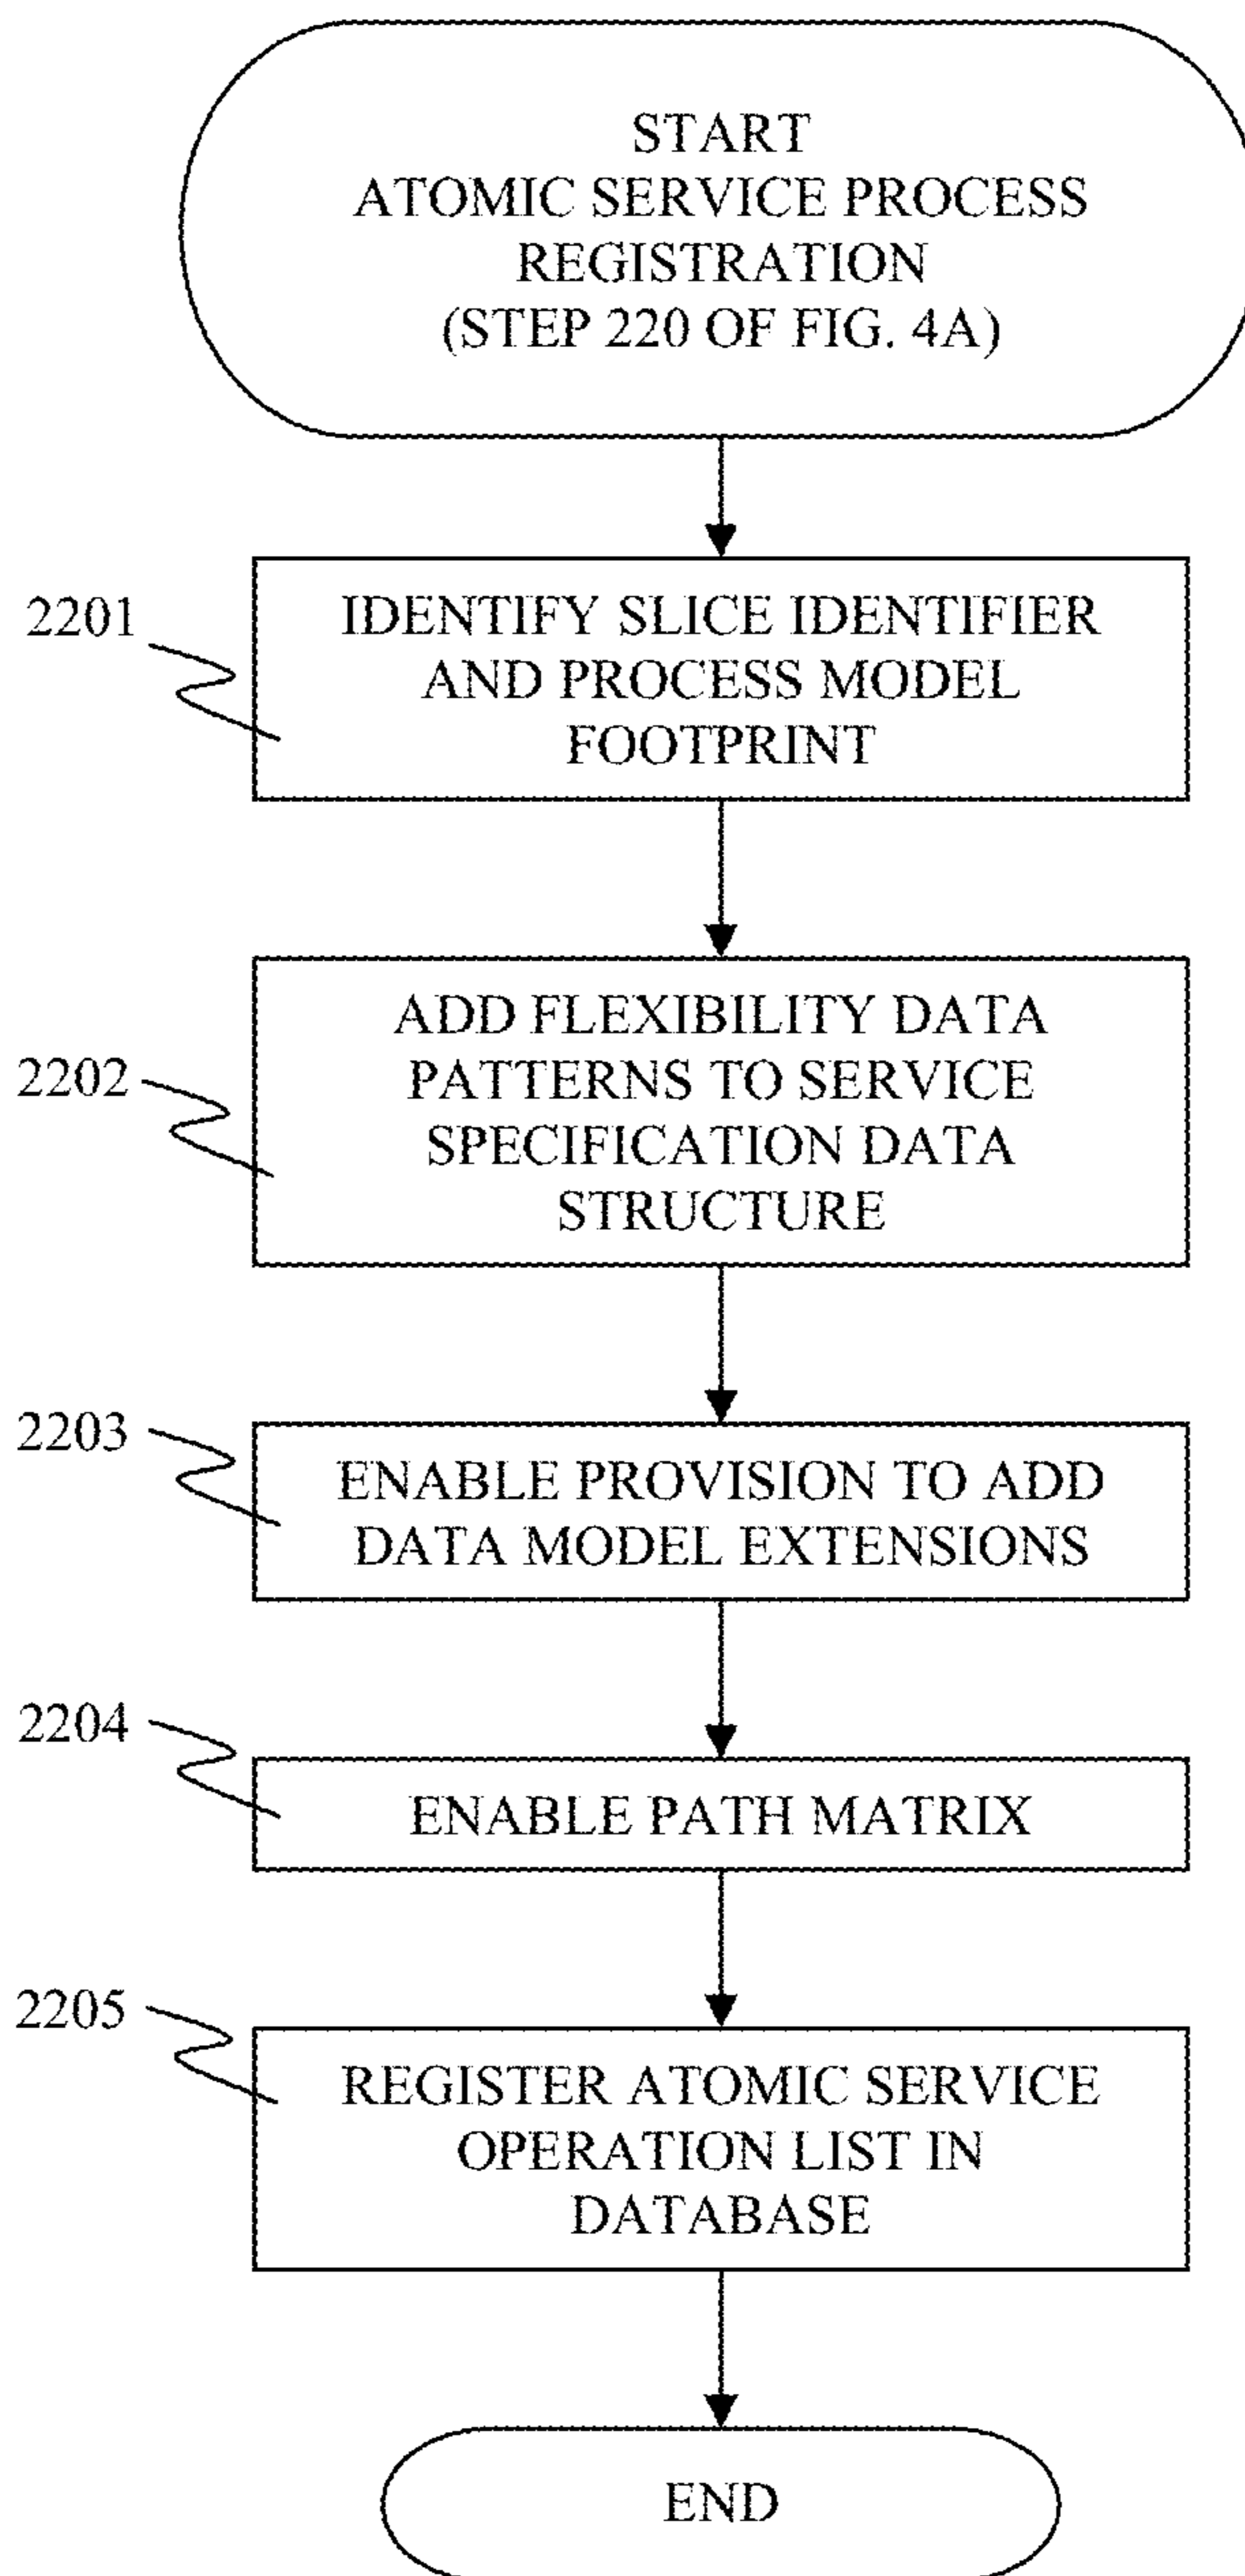 START
ATOMIC SERVICE PROCESS
REGISTRATION
(STEP 220 OF FIG. 4A)
2201
IDENTIFY SLICE IDENTIFIER
AND PROCESS MODEL
FOOTPRINT
2202
ADD FLEXIBILITY DATA
PATTERNS TO SERVICE
SPECIFICATION DATA
STRUCTURE
2203
ENABLE PROVISION TO ADD
DATA MODEL EXTENSIONS
2204
ENABLE PATH MATRIX
2205
REGISTER ATOMIC SERVICE
OPERATION LIST IN
DATABASE
END